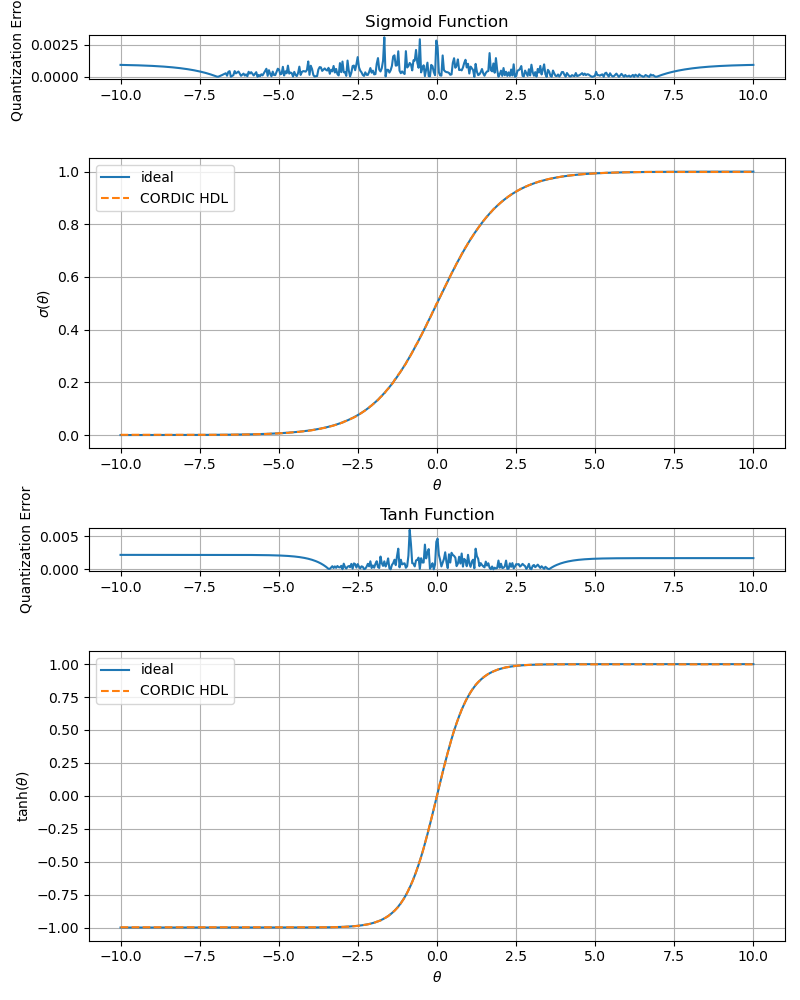 Sigmoid Function
Quantization Erro
0.0025
0.0000
−10.0 −7.5 −5.0 −2.5 0.0 2.5 5.0 7.5 10.0
ideal
CORDIC HDL
σ(θ)
1.0
0.8
0.6
0.4
0.2
0.0
−10.0 −7.5 −5.0 −2.5 0.0 2.5 5.0 7.5 10.0
θ
Tanh Function
Quantization Error
0.005
0.000
−10.0 −7.5 −5.0 −2.5 0.0 2.5 5.0 7.5 10.0
ideal
CORDIC HDL
tanh(θ)
1.00
0.75
0.50
0.25
0.00
−0.25
−0.50
−0.75
−1.00
−10.0 −7.5 −5.0 −2.5 0.0 2.5 5.0 7.5 10.0
θ